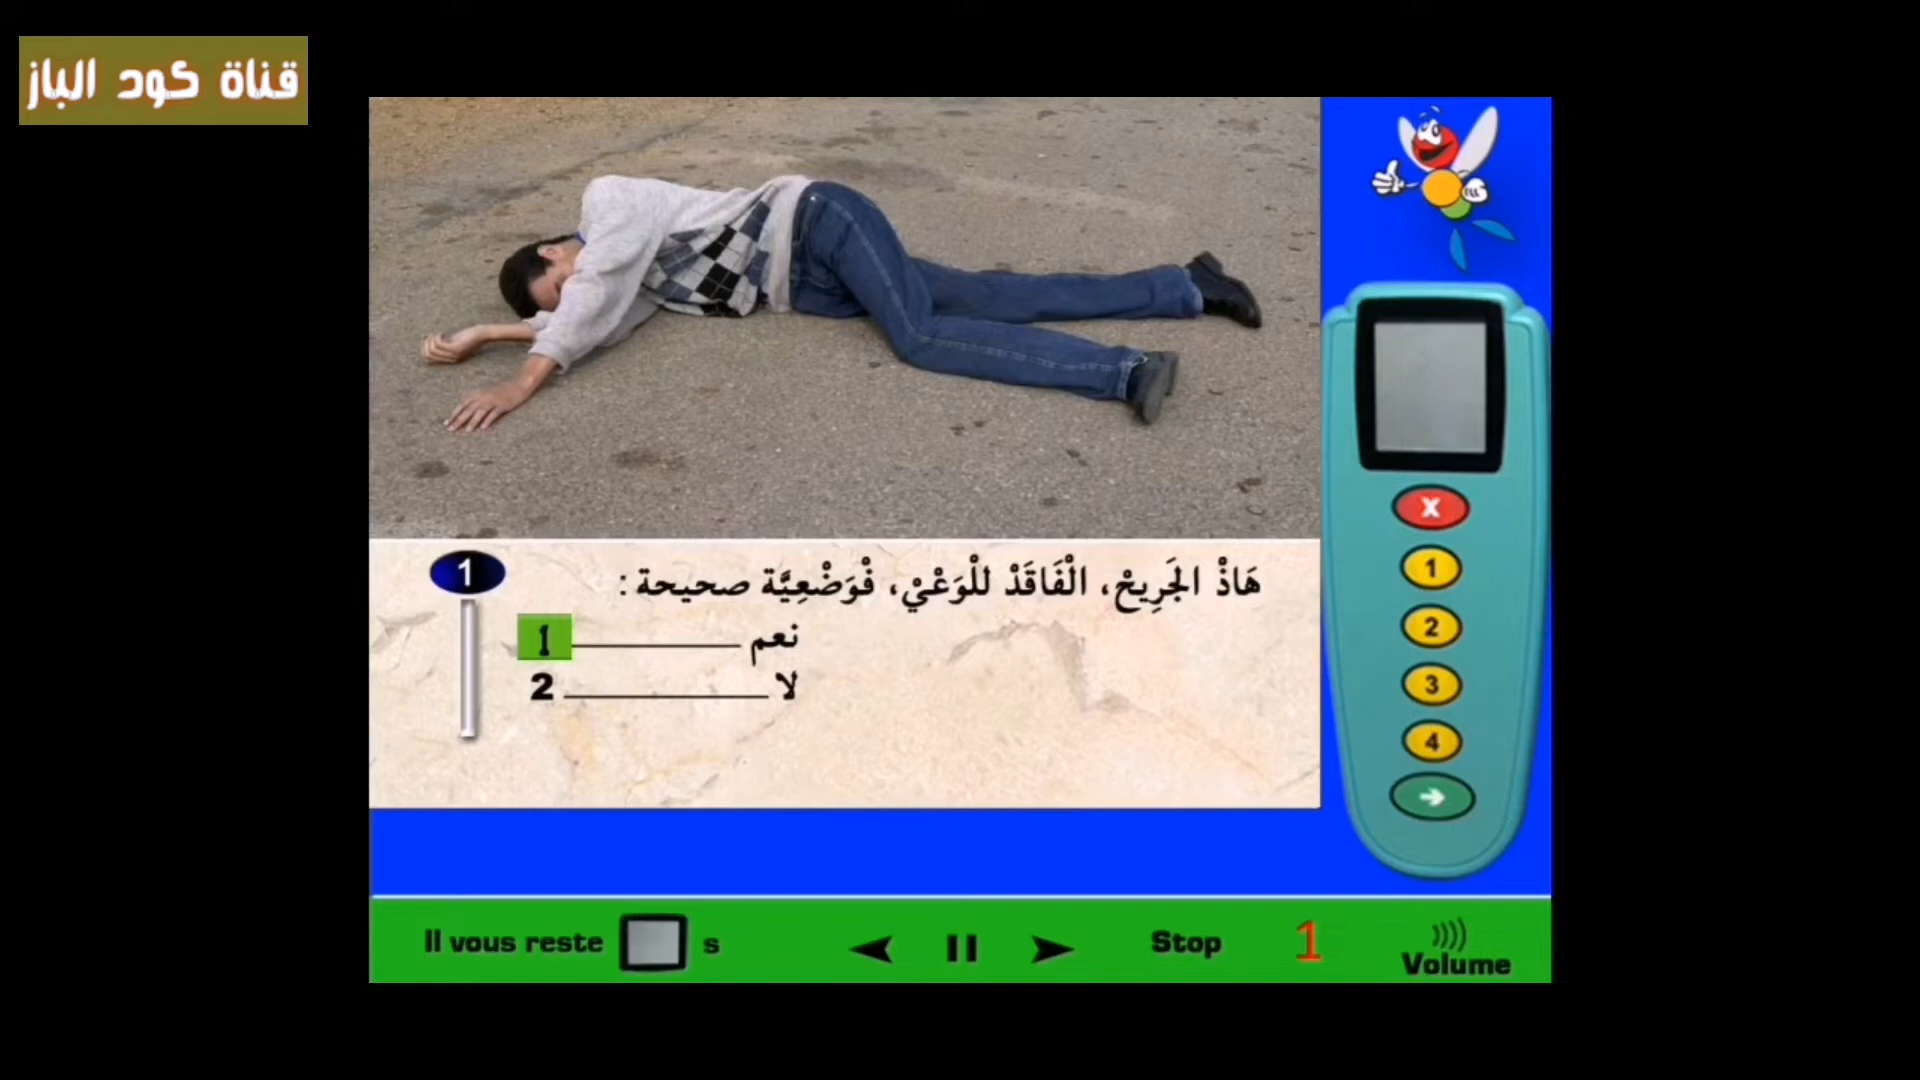 قناة كود الباز
X
1
هَاذْ الجَرِيحْ، الْفَاقَدْ للْوَعْيْ، فْوَضْعِيَّة صحيحة :
نعم 1
لا 2
1
2
3
4
Il vous reste s
Stop
1
Volume